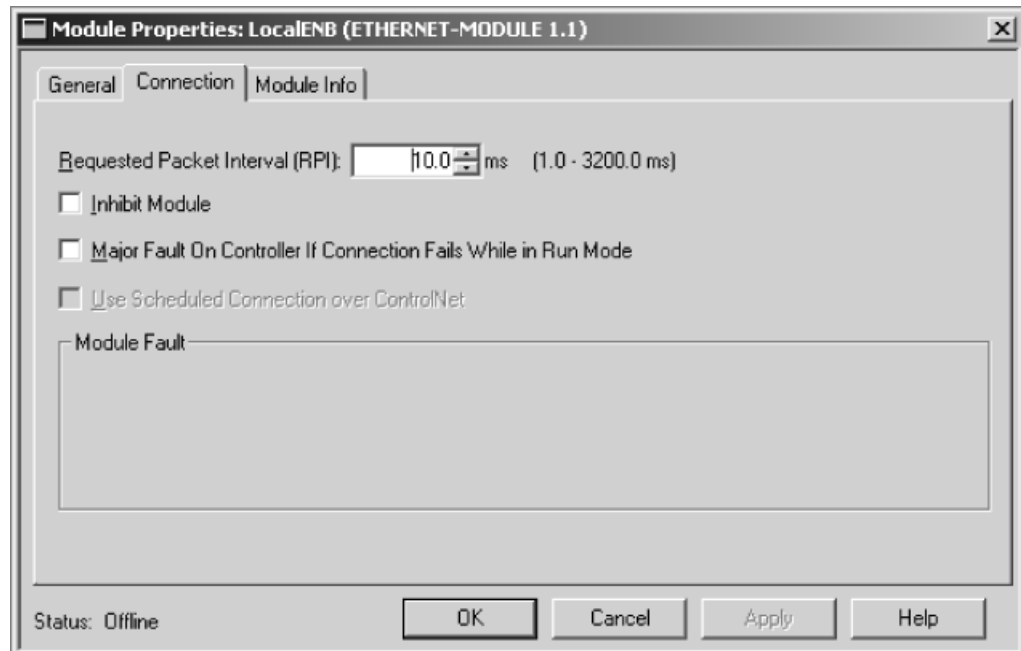 Module Properties: LocalENB (ETHERNET-MODULE 1.1)
General Connection Module Info
Requested Packet Interval (RPI): 10.0 ms (1.0 - 3200.0 ms)
Inhibit Module
Major Fault On Controller If Connection Fails While in Run Mode
Use Scheduled Connection over ControlNet
Module Fault
Status: Offline OK Cancel Apply Help